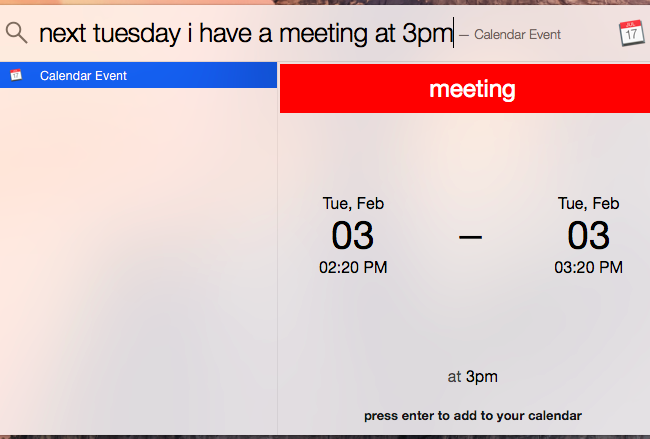 next tuesday i have a meeting at 3pm — Calendar Event
17
17 Calendar Event
meeting
Tue, Feb
03
02:20 PM
–
Tue, Feb
03
03:20 PM
at 3pm
press enter to add to your calendar